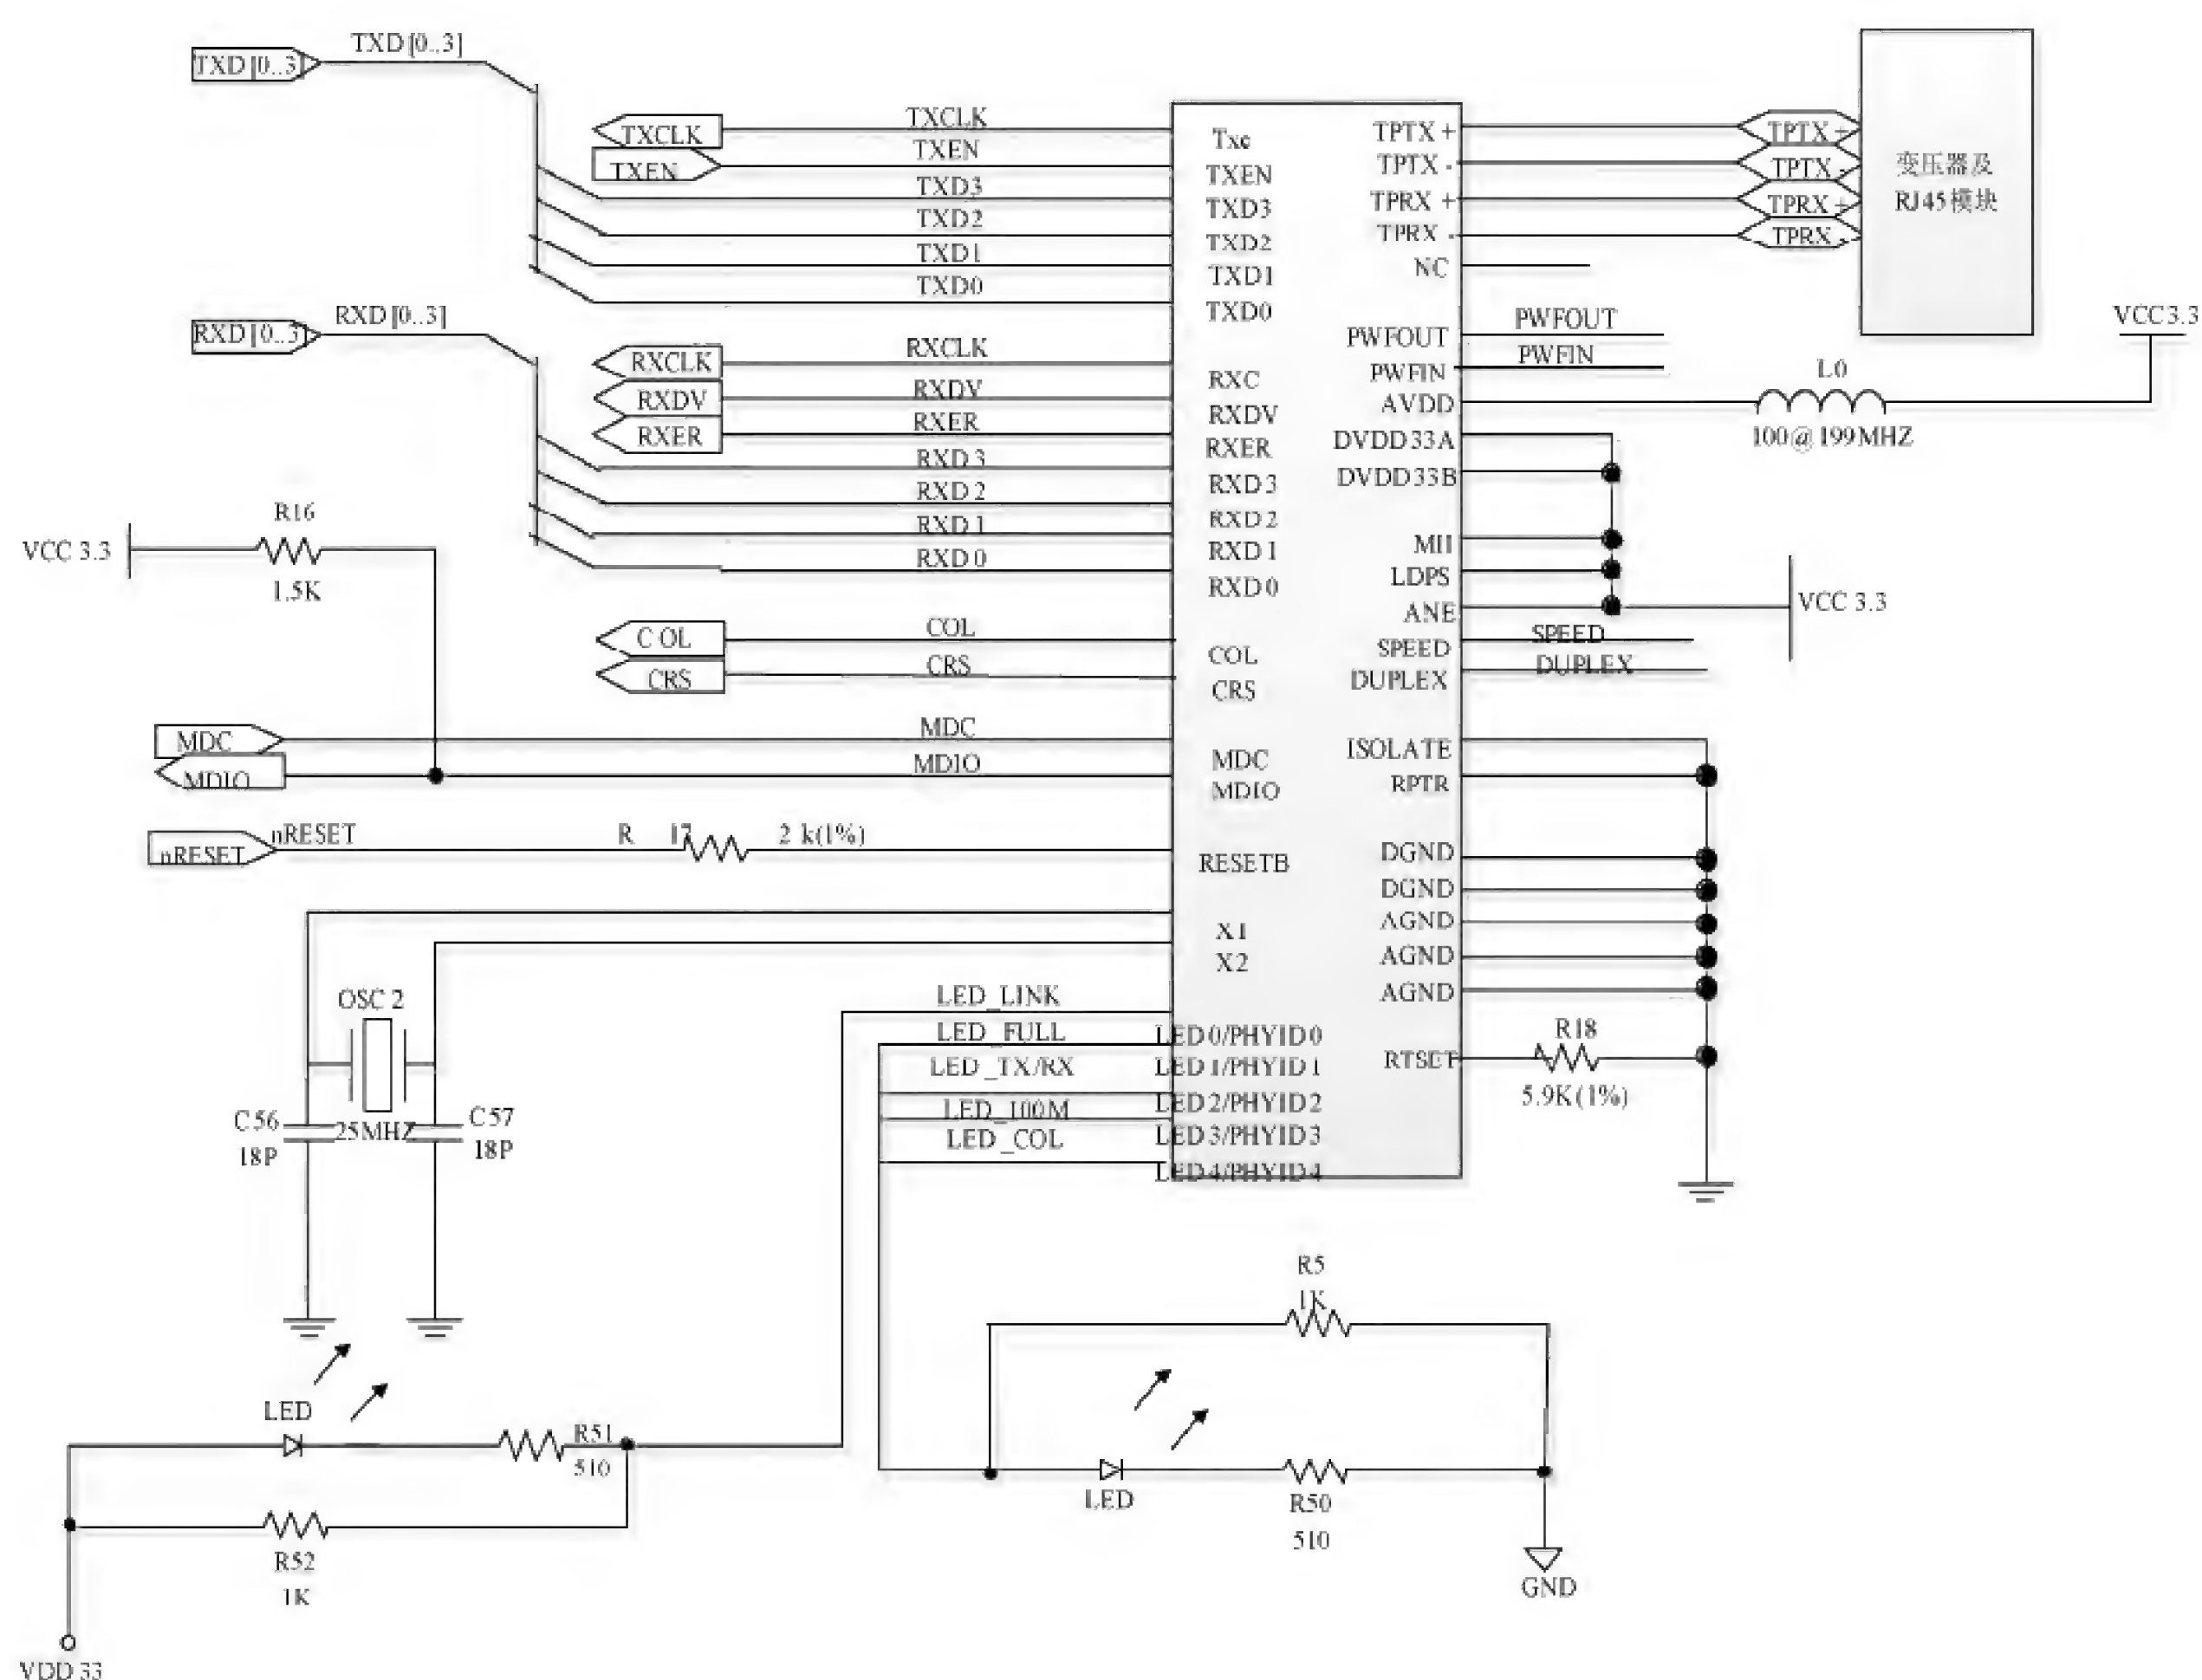 TXD[0..3]
TXD[0..3]
TXCLK
TXCLK
Txc
TXEN
TXEN
TXEN
TXD3
TXD3
TXD2
TXD2
TXD1
TXD1
TXD0
TXD0
RXD[0..3]
RXD[0..3]
RXCLK
RXCLK
RXC
RXDV
RXDV
RXDV
RXER
RXER
RXER
RXD3
RXD3
RXD2
RXD2
RXD1
RXD1
RXD0
RXD0
VCC 3.3
R16
1.5K
COL
COL
COL
CRS
CRS
CRS
MDC
MDC
MDC
MDIO
MDIO
MDIO
nRESET
nRESET
R 17
2 k(1%)
RESETB
X1
X2
OSC 2
25MHZ
C56
18P
C57
18P
LED_LINK
LED0/PHYID0
LED_FULL
LED1/PHYID1
LED_TX/RX
LED2/PHYID2
LED_100M
LED3/PHYID3
LED_COL
LED4/PHYID4
TPTX +
TPTX +
TPTX -
TPTX -
TPRX +
TPRX +
TPRX -
TPRX -
变压器及
RJ45模块
NC
PWFOUT
PWFOUT
PWFIN
PWFIN
AVDD
L0
100@199MHZ
VCC3.3
DVDD33A
DVDD33B
MII
LDPS
ANE
VCC 3.3
SPEED
SPEED
DUPLEX
DUPLEX
ISOLATE
RPTR
DGND
DGND
AGND
AGND
AGND
RTSET
R18
5.9K(1%)
LED
R51
510
R52
1K
VDD 33
R5
1K
LED
R50
510
GND